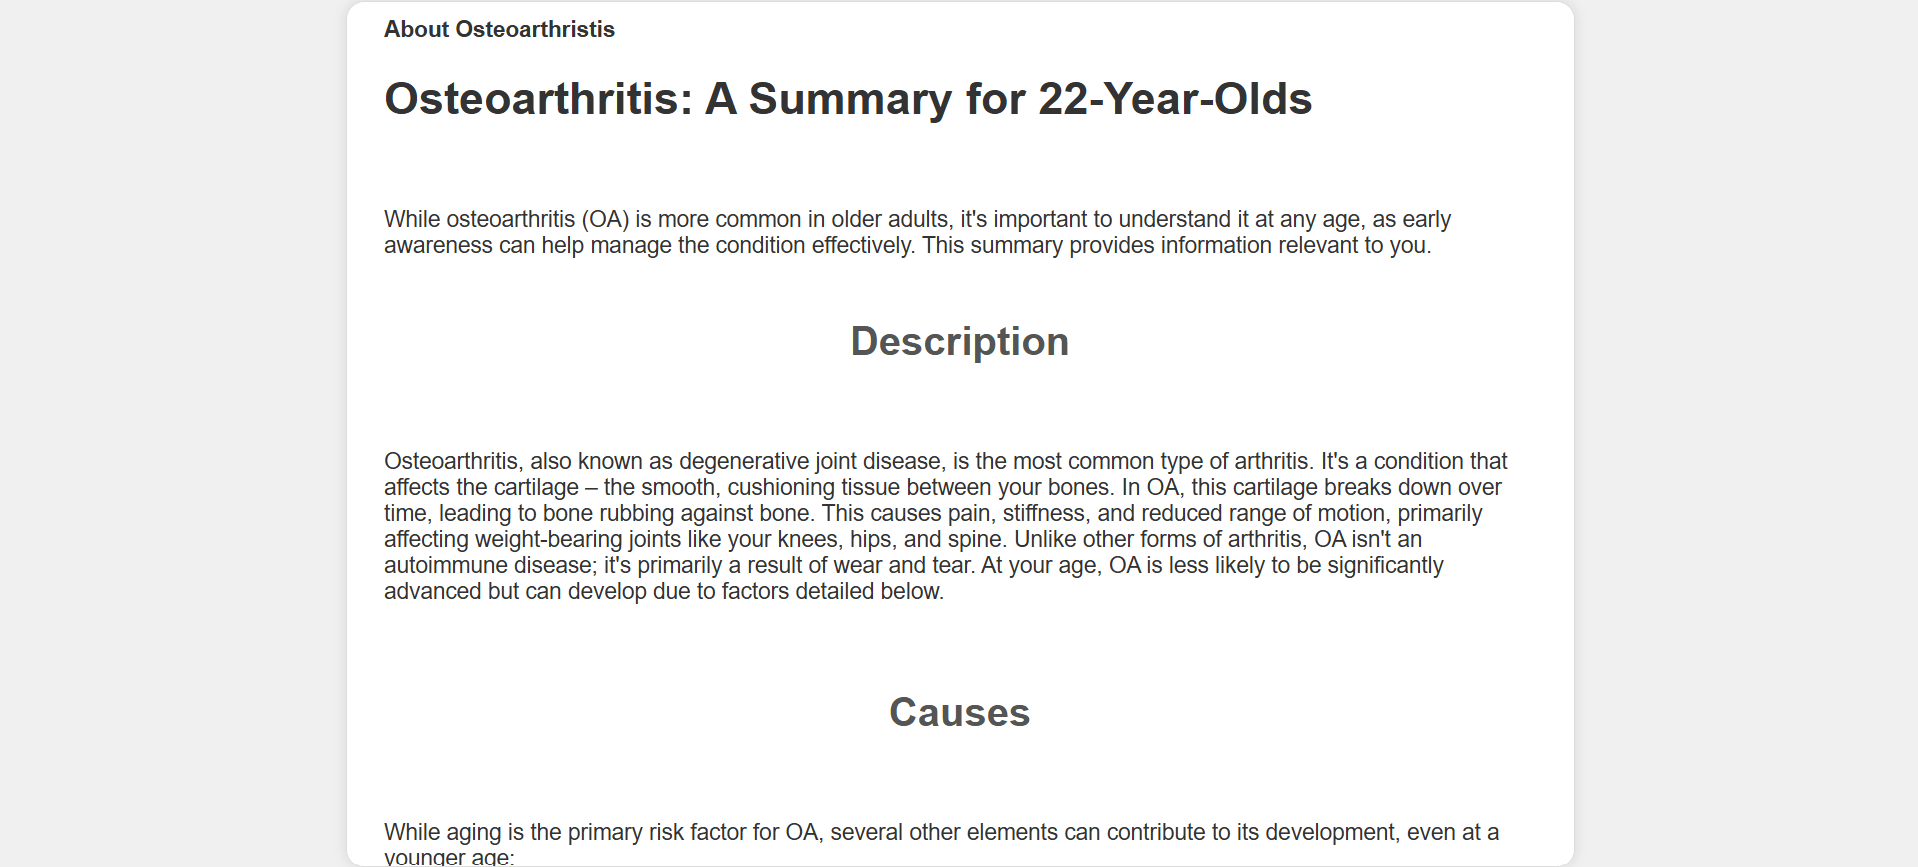 About Osteoarthristis
Osteoarthritis: A Summary for 22-Year-Olds
While osteoarthritis (OA) is more common in older adults, it's important to understand it at any age, as early
awareness can help manage the condition effectively. This summary provides information relevant to you.
Description
Osteoarthritis, also known as degenerative joint disease, is the most common type of arthritis. It's a condition that
affects the cartilage – the smooth, cushioning tissue between your bones. In OA, this cartilage breaks down over
time, leading to bone rubbing against bone. This causes pain, stiffness, and reduced range of motion, primarily
affecting weight-bearing joints like your knees, hips, and spine. Unlike other forms of arthritis, OA isn't an
autoimmune disease; it's primarily a result of wear and tear. At your age, OA is less likely to be significantly
advanced but can develop due to factors detailed below.
Causes
While aging is the primary risk factor for OA, several other elements can contribute to its development, even at a
younger age: